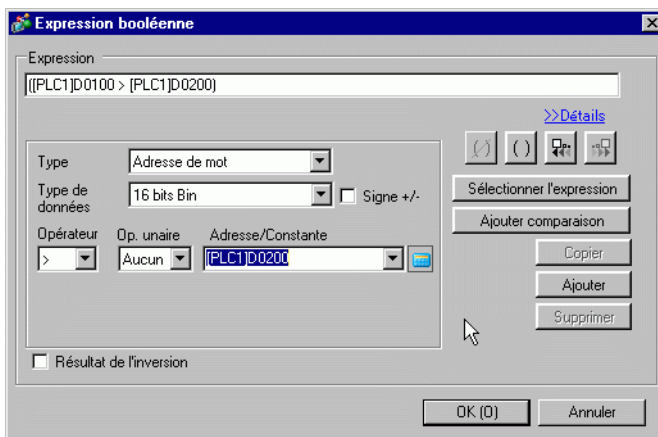 Expression booléenne
Expression
([PLC1]D0100 > [PLC1]D0200)
>>Détails
Type
Adresse de mot
( )
Type de données
16 bits Bin
Signe +/-
Sélectionner l'expression
Ajouter comparaison
Opérateur
Op. unaire
Adresse/Constante
>
Aucun
[PLC1]D0200
Copier
Ajouter
Supprimer
Résultat de l'inversion
OK (O)
Annuler